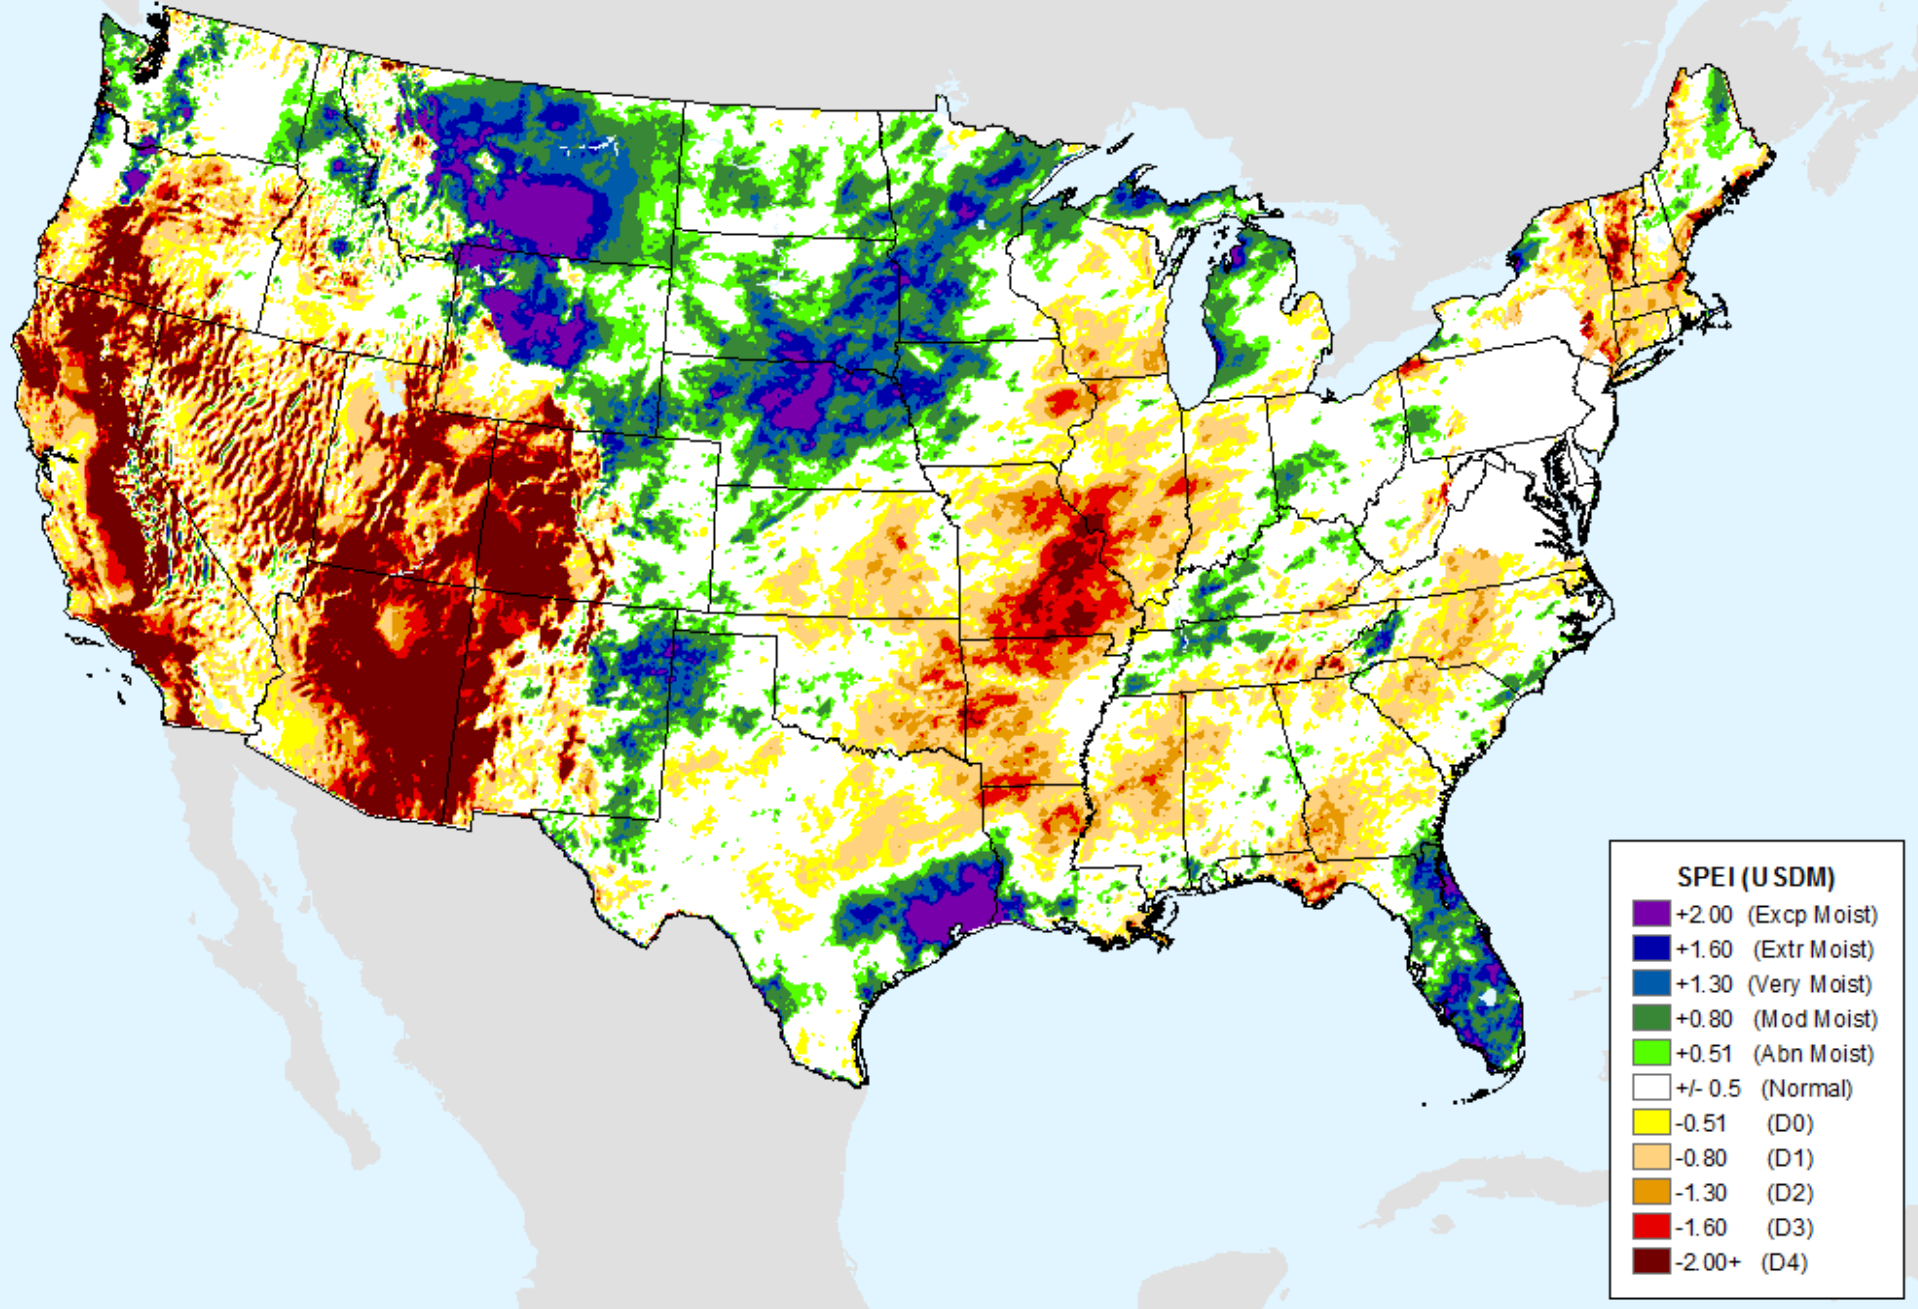 SPEI (USDM)
+2.00 (Excp Moist)
+1.60 (Extr Moist)
+1.30 (Very Moist)
+0.80 (Mod Moist)
+0.51 (Abn Moist)
+/- 0.5 (Normal)
-0.51 (D0)
-0.80 (D1)
-1.30 (D2)
-1.60 (D3)
-2.00+ (D4)